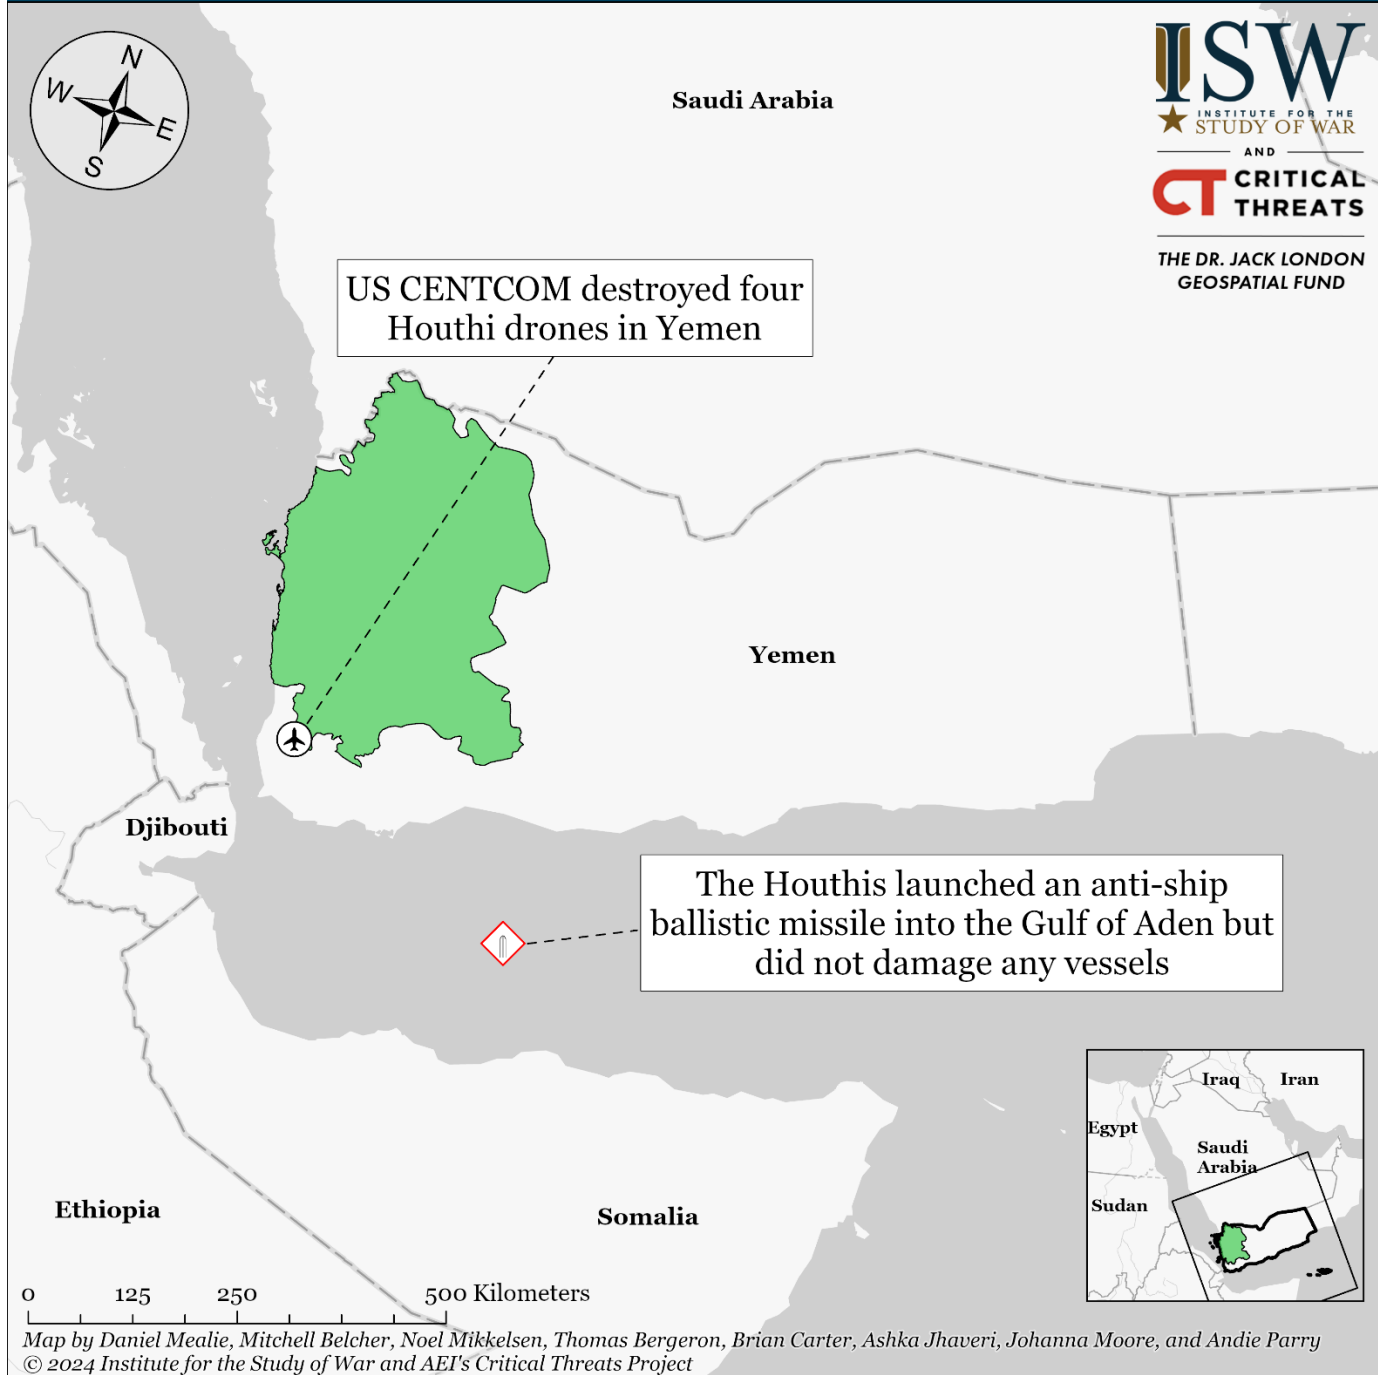 N
W
E
S
ISW
INSTITUTE FOR THE
STUDY OF WAR
AND
CT CRITICAL
THREATS
THE DR. JACK LONDON
GEOSPATIAL FUND
Saudi Arabia
US CENTCOM destroyed four
Houthi drones in Yemen
Yemen
Djibouti
The Houthis launched an anti-ship
ballistic missile into the Gulf of Aden but
did not damage any vessels
Iraq
Iran
Egypt
Saudi
Arabia
Sudan
Ethiopia
Somalia
0 125 250 500 Kilometers
Map by Daniel Mealie, Mitchell Belcher, Noel Mikkelsen, Thomas Bergeron, Brian Carter, Ashka Jhaveri, Johanna Moore, and Andie Parry
© 2024 Institute for the Study of War and AEI's Critical Threats Project